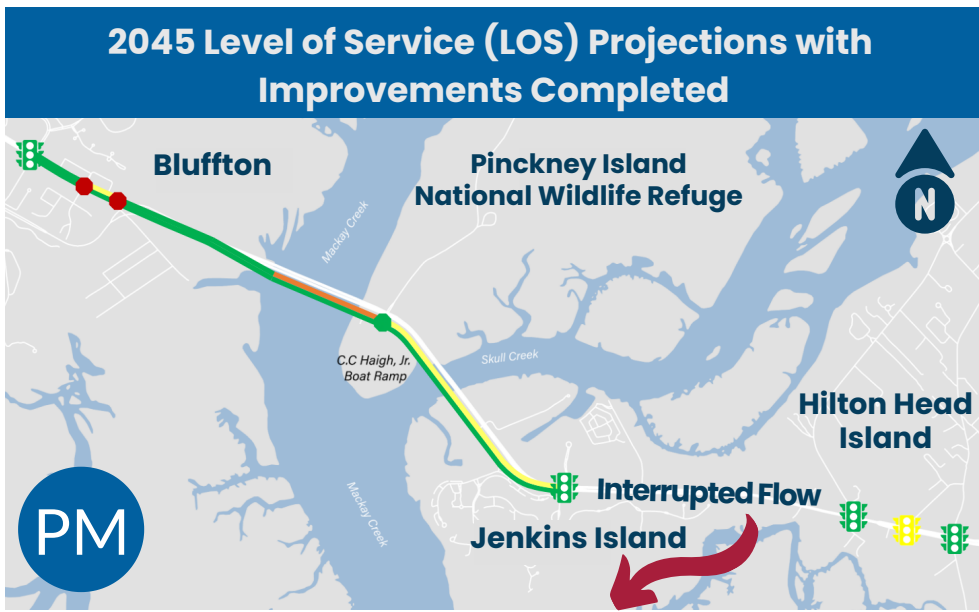 2045 Level of Service (LOS) Projections with
Improvements Completed
Bluffton
Pinckney Island
National Wildlife Refuge
N
Mackay Creek
C.C Haigh, Jr.
Boat Ramp
Skull Creek
Hilton Head
Island
Interrupted Flow
Jenkins Island
Mackay Creek
PM